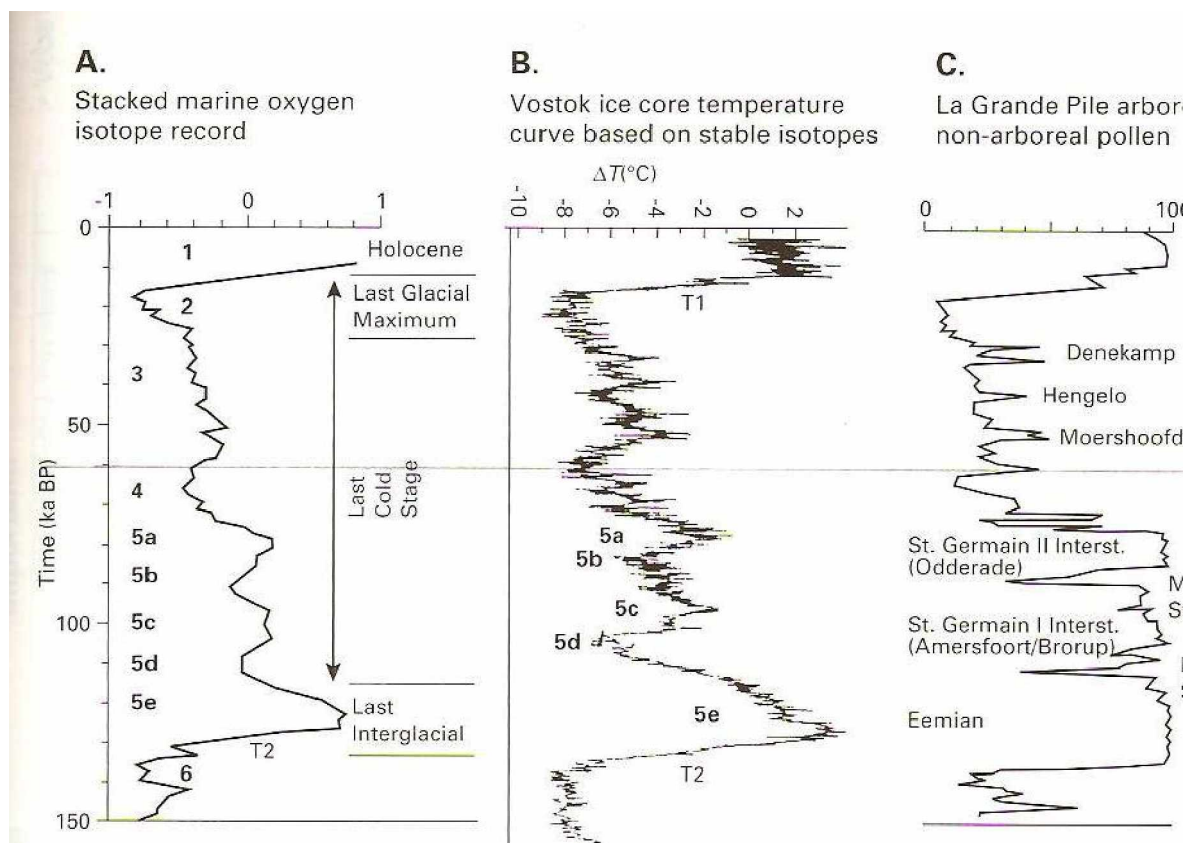 A.
Stacked marine oxygen
isotope record
-1 0 1
0
50
100
150
Time (ka BP)
1
2
3
4
5a
5b
5c
5d
5e
6
T2
Holocene
Last Glacial
Maximum
Last
Cold
Stage
Last
Interglacial
B.
Vostok ice core temperature
curve based on stable isotopes
ΔT(°C)
-10 -8 -6 -4 -2 0 2
T1
5a
5b
5c
5d
5e
T2
C.
La Grande Pile arbore
non-arboreal pollen
0 100
Denekamp
Hengelo
Moershoofd
St. Germain II Interst.
(Odderade)
M
S
St. Germain I Interst.
(Amersfoort/Brorup)
Eemian